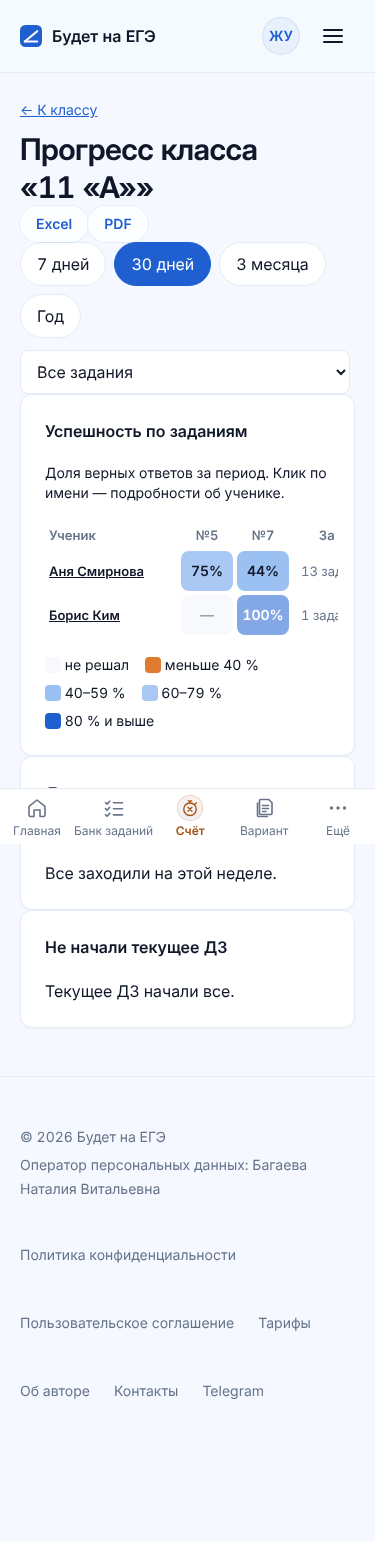 Будет на ЕГЭ
ЖУ
← К классу
Прогресс класса
«11 «А»»
Excel PDF
7 дней 30 дней 3 месяца
Год
Все задания
Успешность по заданиям
Доля верных ответов за период. Клик по
имени — подробности об ученике.
Ученик №5 №7 За
Аня Смирнова 75% 44% 13
Борис Ким — 100% 1
не решал меньше 40 %
40–59 % 60–79 %
80 % и выше
Главная Банк заданий Счёт Вариант Ещё
Все заходили на этой неделе.
Не начали текущее ДЗ
Текущее ДЗ начали все.
© 2026 Будет на ЕГЭ
Оператор персональных данных: Багаева
Наталия Витальевна
Политика конфиденциальности
Пользовательское соглашение Тарифы
Об авторе Контакты Telegram